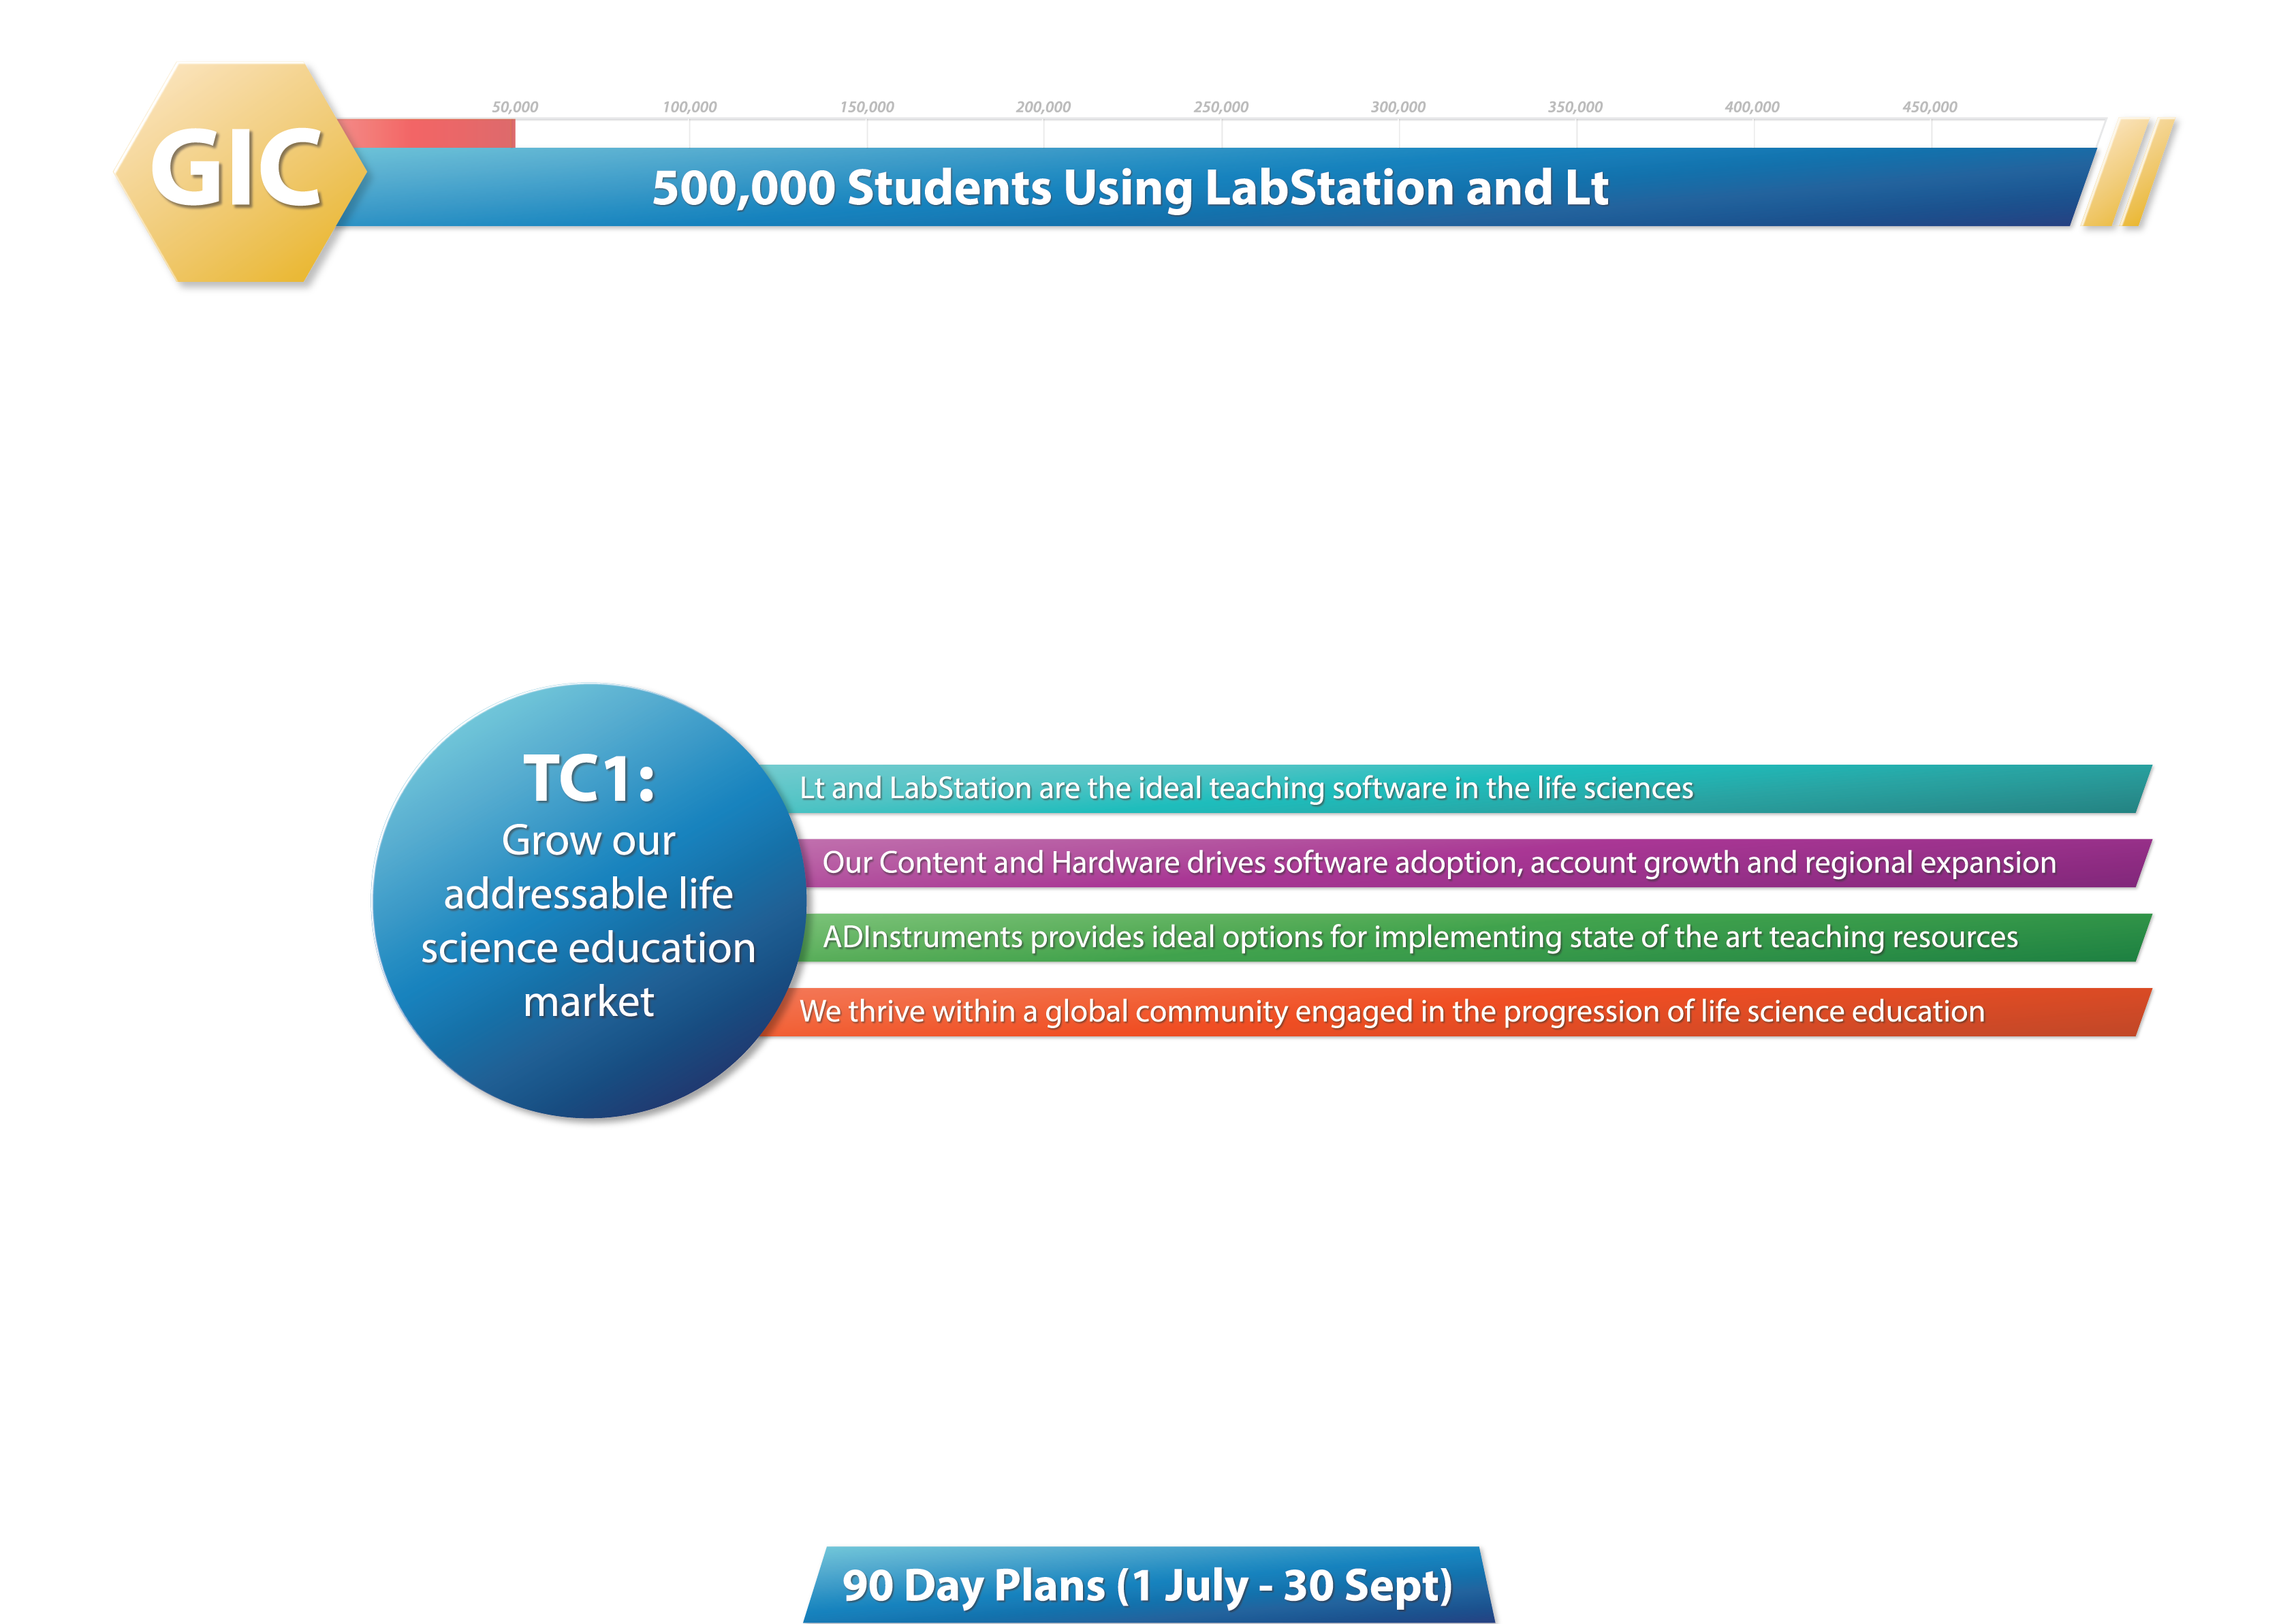 GIC
50,000 100,000 150,000 200,000 250,000 300,000 350,000 400,000 450,000
500,000 Students Using LabStation and Lt
TC1:
Grow our
addressable life
science education
market
Lt and LabStation are the ideal teaching software in the life sciences
Our Content and Hardware drives software adoption, account growth and regional expansion
ADInstruments provides ideal options for implementing state of the art teaching resources
We thrive within a global community engaged in the progression of life science education
90 Day Plans (1 July - 30 Sept)